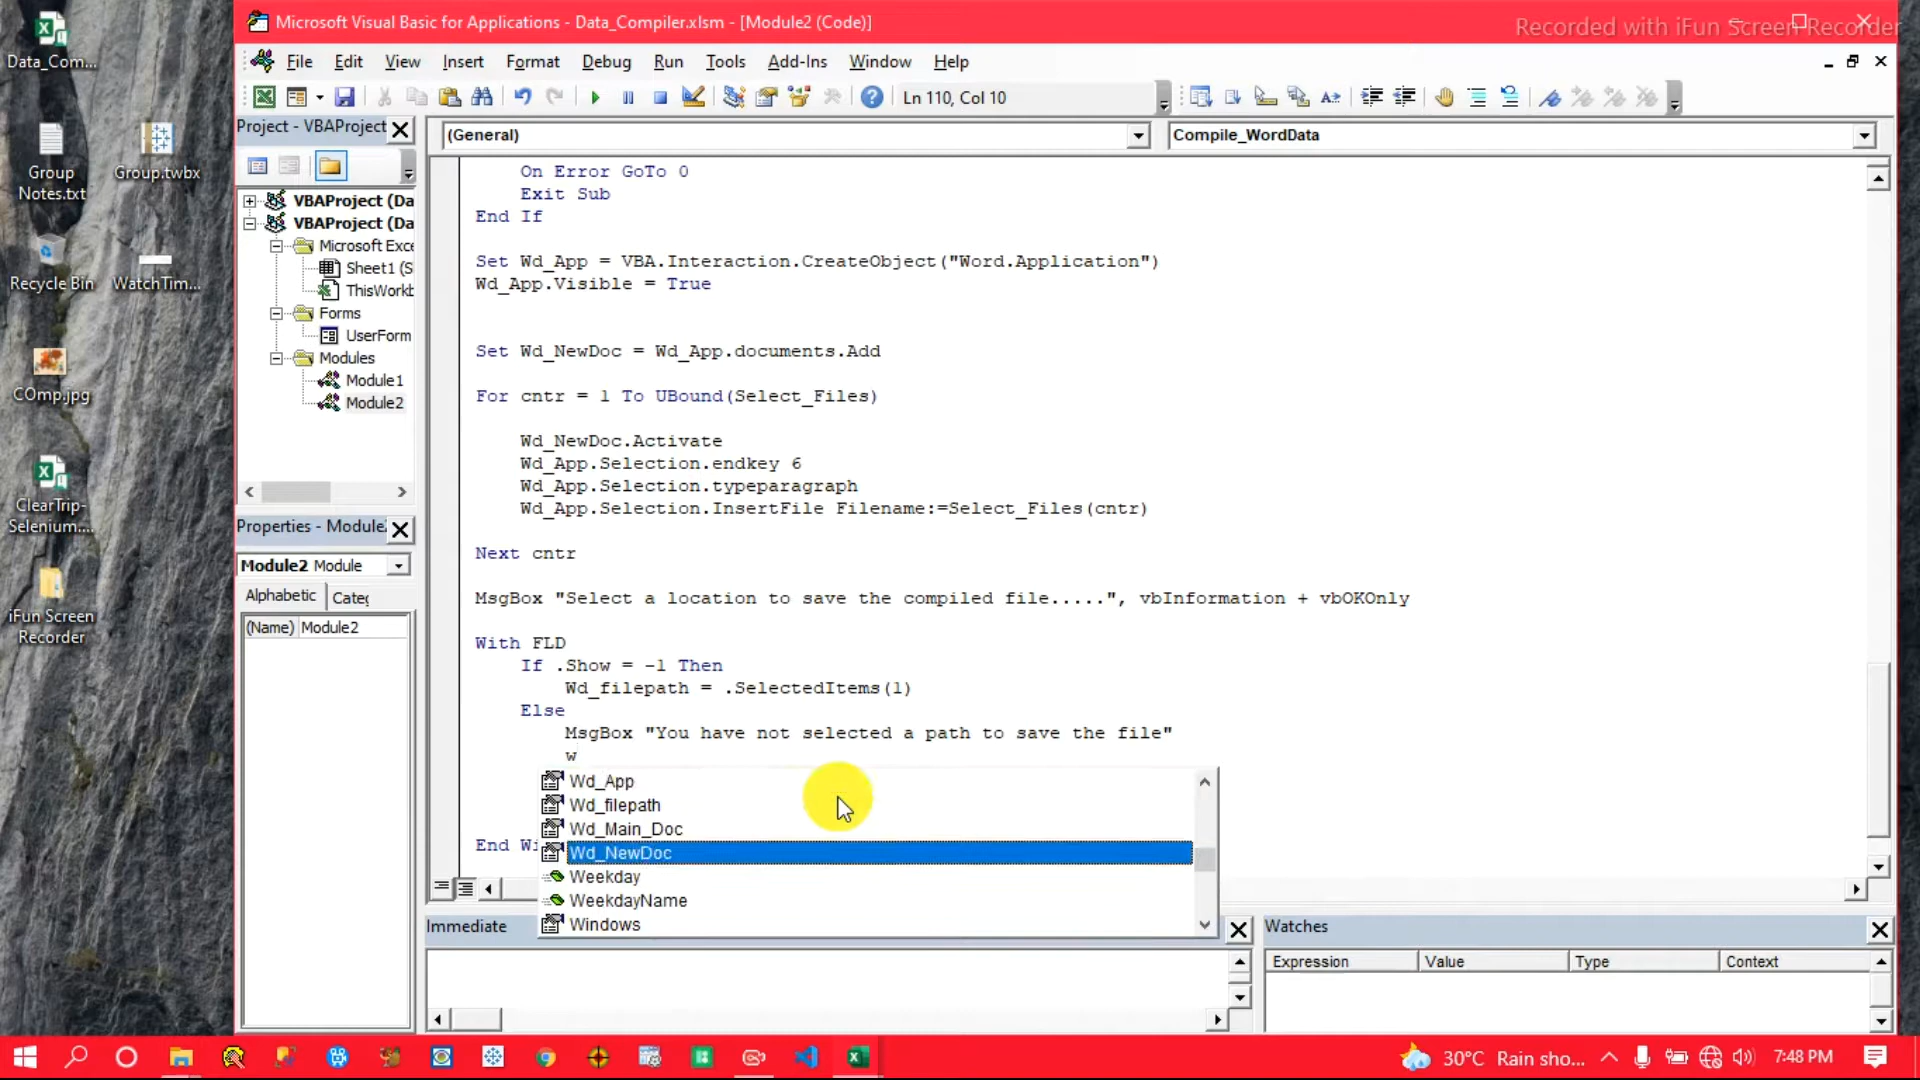 Microsoft Visual Basic for Applications - Data_Compiler.xlsm - [Module2 (Code)]
Recorded with iFun Screen Recorder
File Edit View Insert Format Debug Run Tools Add-Ins Window Help
Ln 110, Col 10
Project - VBAProject
(General)
Compile_WordData
VBAProject (Da
VBAProject (Da
Microsoft Exce
Sheet1 (S
ThisWorkb
Forms
UserForm
Modules
Module1
Module2
On Error GoTo 0
Exit Sub
End If
Set Wd_App = VBA.Interaction.CreateObject("Word.Application")
Wd_App.Visible = True
Set Wd_NewDoc = Wd_App.documents.Add
For cntr = 1 To UBound(Select_Files)
Wd_NewDoc.Activate
Wd_App.Selection.endkey 6
Wd_App.Selection.typeparagraph
Wd_App.Selection.InsertFile Filename:=Select_Files(cntr)
Next cntr
MsgBox "Select a location to save the compiled file.....", vbInformation + vbOKOnly
With FLD
If .Show = -1 Then
Wd_filepath = .SelectedItems(1)
Else
MsgBox "You have not selected a path to save the file"
w
Wd_App
Wd_filepath
Wd_Main_Doc
Wd_NewDoc
Weekday
WeekdayName
Windows
End Wi
Properties - Module2
Module2 Module
Alphabetic Categ
(Name) Module2
Immediate
Watches
Expression Value Type Context
Data_Com...
Group Notes.txt
Group.twbx
Recycle Bin
WatchTim...
COmp.jpg
ClearTrip-
Selenium....
iFun Screen
Recorder
30°C Rain sho...
7:48 PM